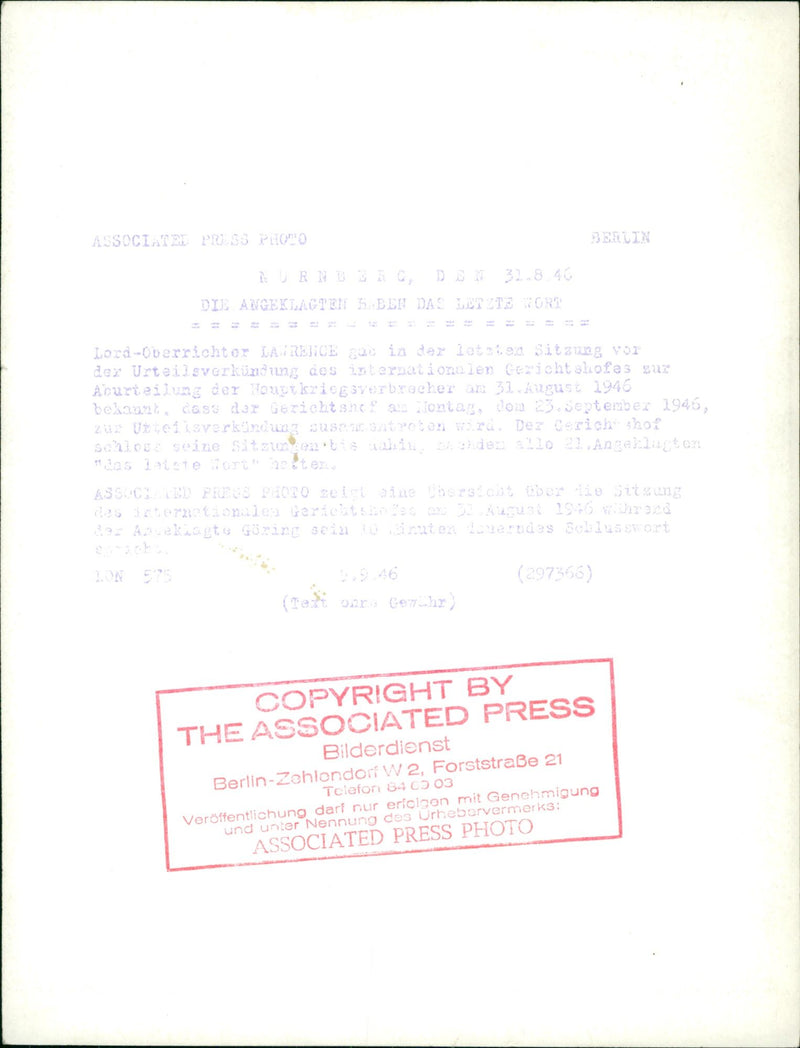 ASSOCIATED PRESS PHOTO BERLIN
NÜRNBERG, DEN 31.8.46
DIE ANGEKLAGTEN HABEN DAS LETZTE WORT
= = = = = = = = = = = = = = = = = = = = =
Lord-Oberrichter LAWRENCE gab in der letzten Sitzung vor
der Urteilsverkündung des internationalen Gerichtshofes zur
Aburteilung der Hauptkriegsverbrecher am 31.August 1946
bekannt, dass der Gerichtshof am Montag, dem 23.September 1946,
zur Urteilsverkündung zusammentreten wird. Der Gerichtshof
schloss seine Sitzungen bis dahin, nachdem alle 21.Angeklagten
"das letzte Wort" hatten.
ASSOCIATED PRESS PHOTO zeigt eine Übersicht über die Sitzung
des internationalen Gerichtshofes am 31.August 1946 während
der Angeklagte Göring sein 10 Minuten dauerndes Schlusswort
spricht.
LON 575 5.9.46 (297366)
(Text ohne Gewähr)
COPYRIGHT BY
THE ASSOCIATED PRESS
Bilderdienst
Berlin-Zehlendorf W 2, Forststraße 21
Telefon 84 03
Veröffentlichung darf nur erfolgen mit Genehmigung
und unter Nennung des Urhebervermerks:
ASSOCIATED PRESS PHOTO